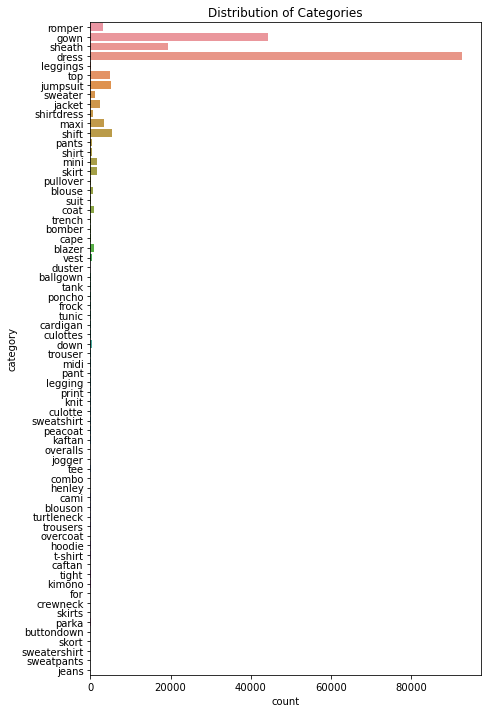 Distribution of Categories
romper
gown
sheath
dress
leggings
top
jumpsuit
sweater
jacket
shirtdress
maxi
shift
pants
shirt
mini
skirt
pullover
blouse
suit
coat
trench
bomber
cape
blazer
vest
duster
ballgown
tank
poncho
frock
tunic
cardigan
culottes
down
trouser
midi
pant
legging
print
knit
culotte
sweatshirt
peacoat
kaftan
overalls
jogger
tee
combo
henley
cami
blouson
turtleneck
trousers
overcoat
hoodie
t-shirt
caftan
tight
kimono
for
crewneck
skirts
parka
buttondown
skort
sweatershirt
sweatpants
jeans
category
0 20000 40000 60000 80000
count